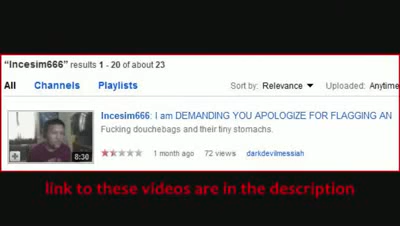 “Incesim666” results 1 - 20 of about 23
All Channels Playlists Sort by: Relevance ▼ Uploaded: Anytime
Incesim666: I am DEMANDING YOU APOLOGIZE FOR FLAGGING AN
Fucking douchebags and their tiny stomachs.
8:30
1 month ago 72 views darkdevilmessiah
link to these videos are in the description